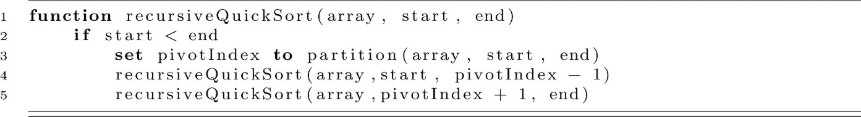 1 function recursiveQuickSort(array, start, end)
2 if start < end
3 set pivotIndex to partition(array, start, end)
4 recursiveQuickSort(array,start, pivotIndex − 1)
5 recursiveQuickSort(array,pivotIndex + 1, end)